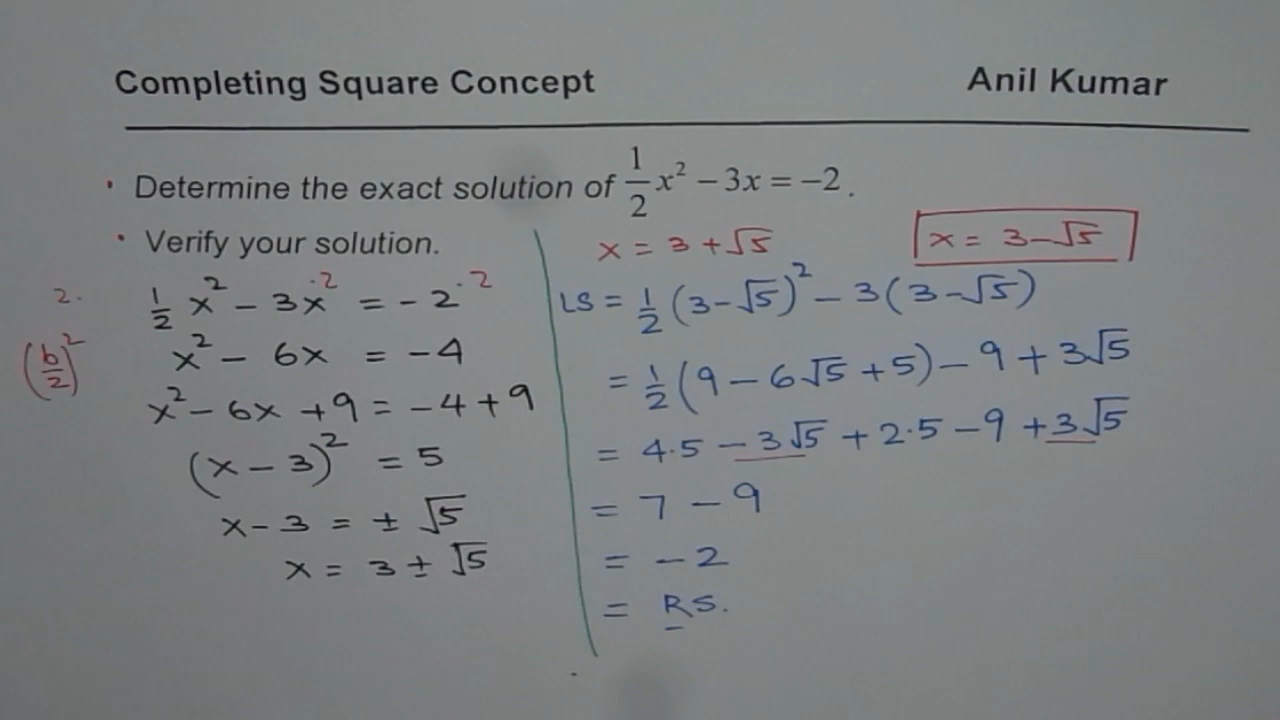 Completing Square Concept Anil Kumar
· Determine the exact solution of 1/2 x² − 3x = −2.
· Verify your solution.
x = 3 + √5
x = 3 − √5
2· 1/2 x² − 3x·2 = −2·2
(b/2)² x² − 6x = −4
x² − 6x + 9 = −4 + 9
(x − 3)² = 5
x − 3 = ± √5
x = 3 ± √5
LS = 1/2 (3 − √5)² − 3(3 − √5)
= 1/2 (9 − 6√5 + 5) − 9 + 3√5
= 4.5 − 3√5 + 2.5 − 9 + 3√5
= 7 − 9
= −2
= RS.